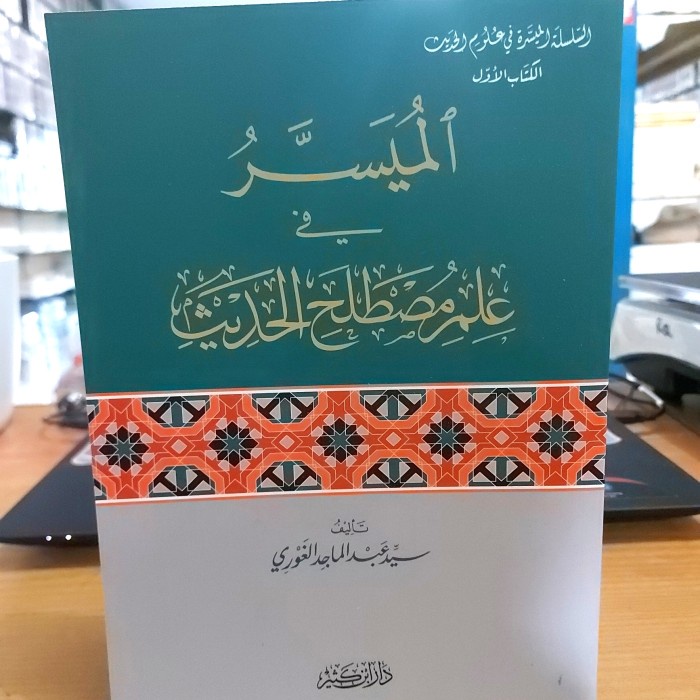 السلسلة الميسرة في علوم الحديث
الكتاب الأول
الميسر
في
علم مصطلح الحديث
تأليف
سيد عبد الماجد الغوري
دار ابن كثير